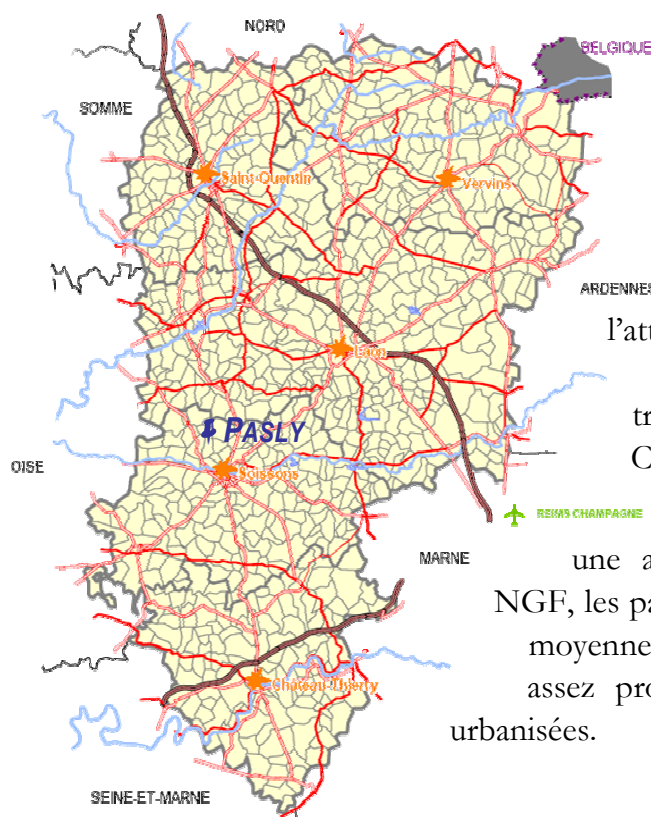 NORD
BELGIQUE
SOMME
Saint-Quentin
Vervins
ARDENNES
l'att
Laon
tr
PASLY
C
OISE
Soissons
REIMS CHAMPAGNE
MARNE
une a
NGF, les pa
moyenne
Château-Thierry
assez pro
urbanisées.
SEINE-ET-MARNE